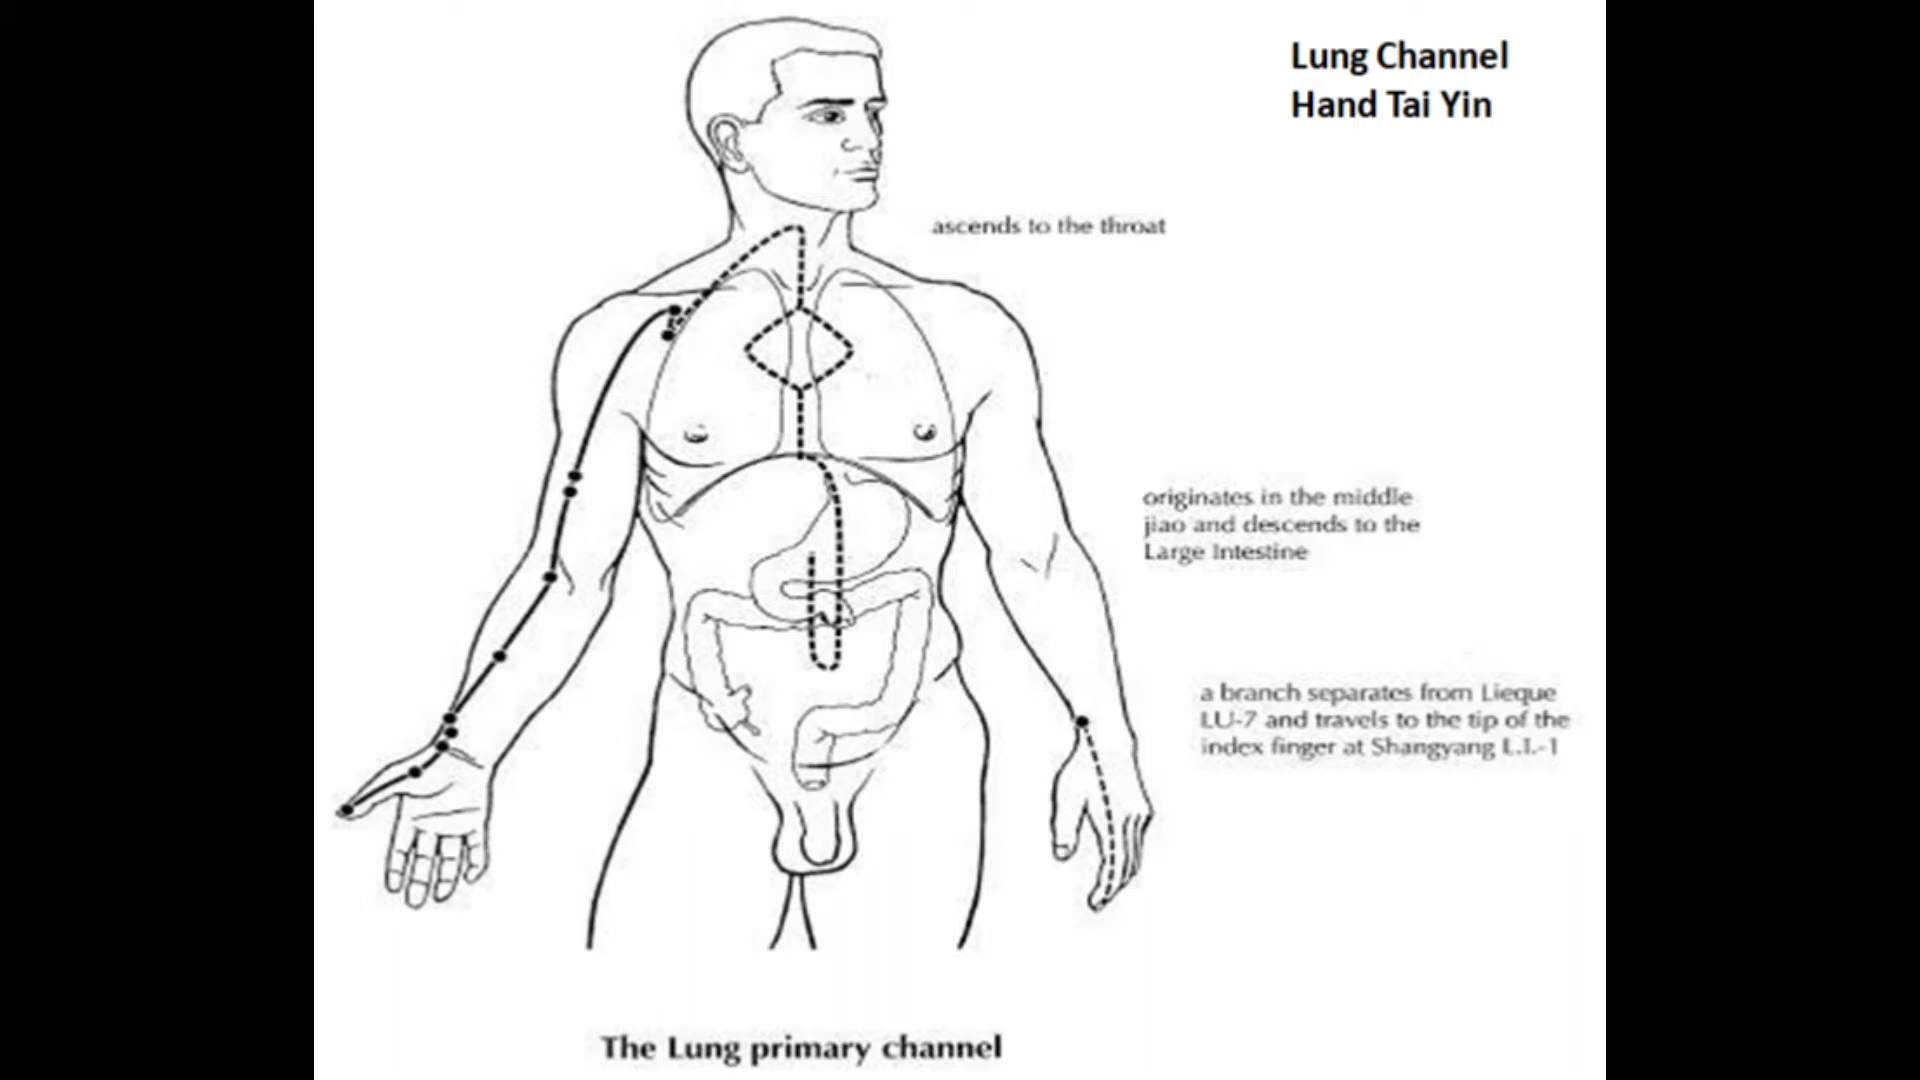 Lung Channel
Hand Tai Yin
ascends to the throat
originates in the middle
jiao and descends to the
Large Intestine
a branch separates from Lieque
LU-7 and travels to the tip of the
index finger at Shangyang L.I.-1
The Lung primary channel